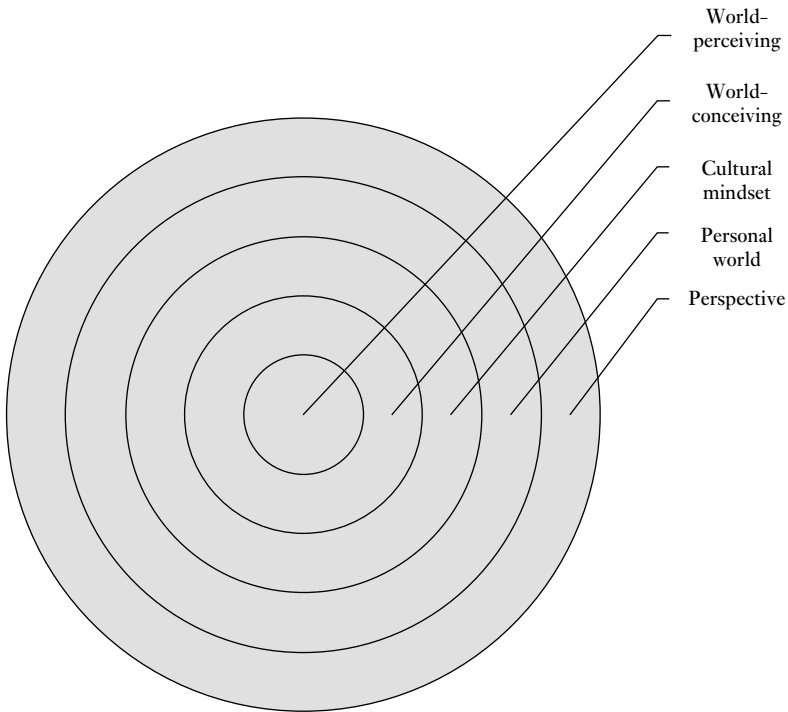 World-
perceiving
World-
conceiving
Cultural
mindset
Personal
world
Perspective